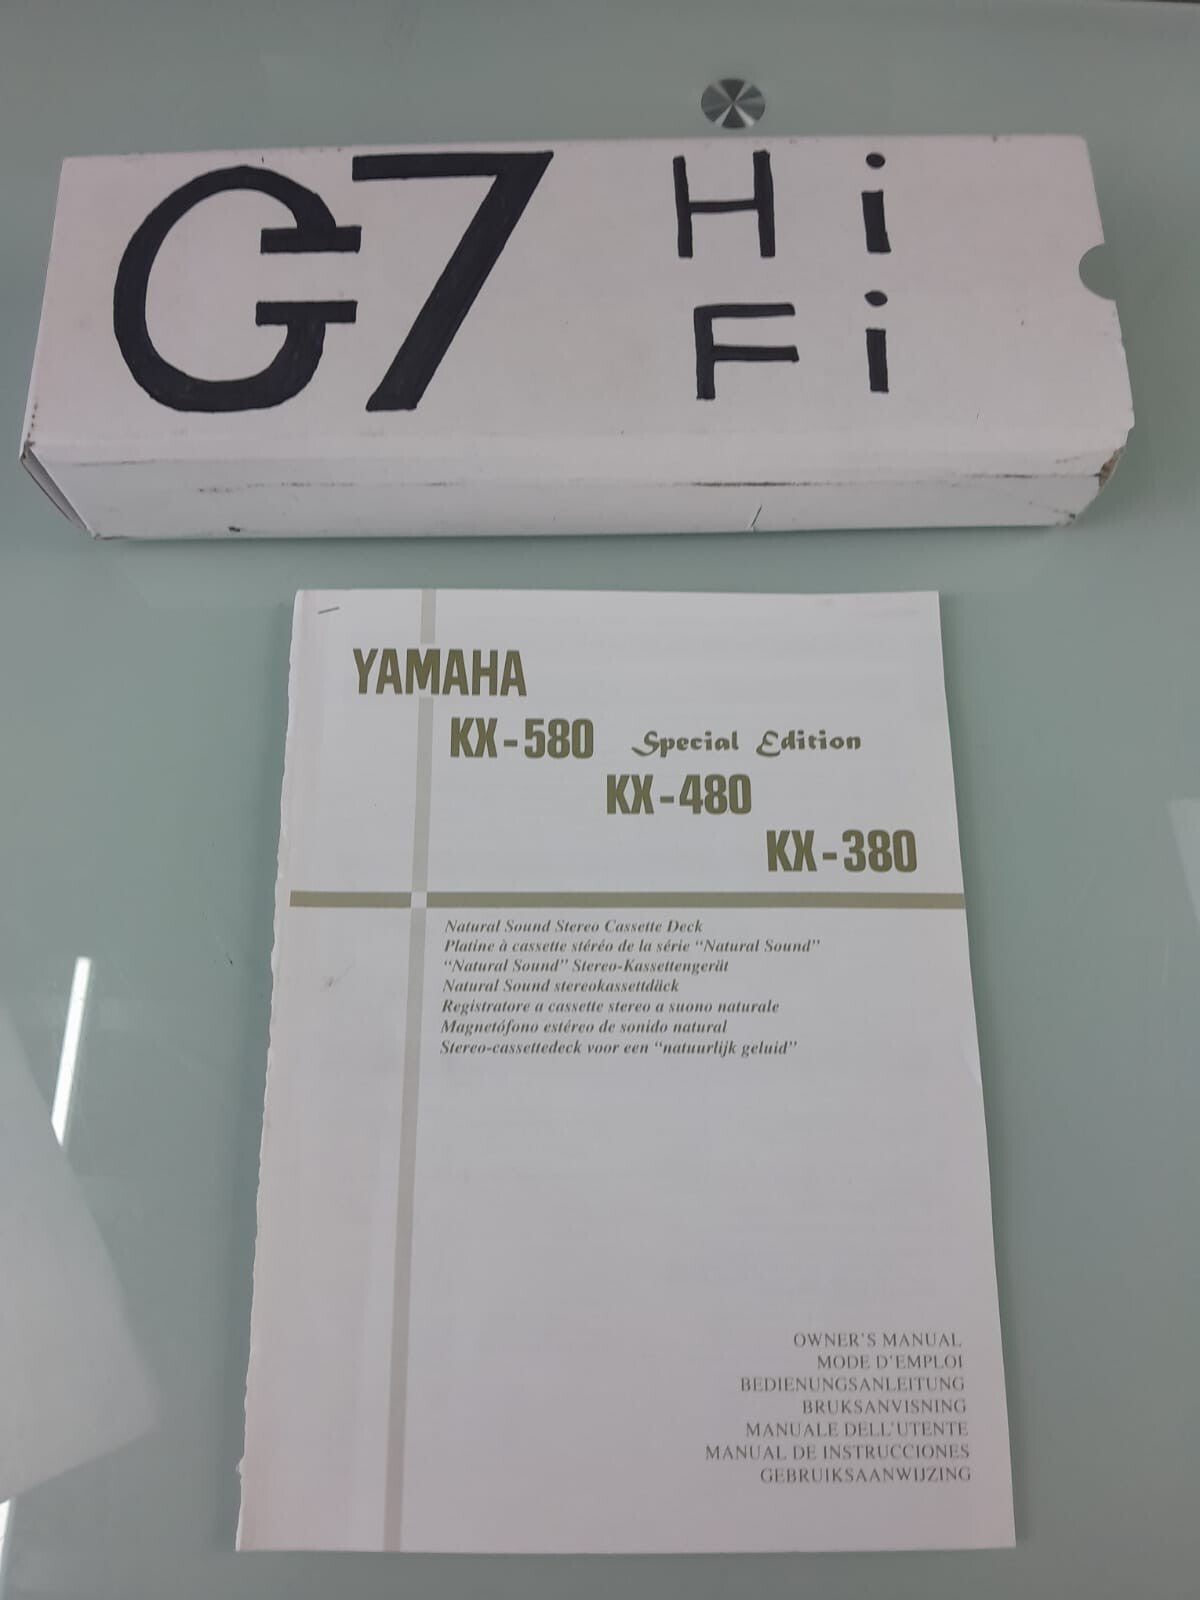 G7 Hi
Fi
YAMAHA
KX-580 Special Edition
KX-480
KX-380
Natural Sound Stereo Cassette Deck
Platine à cassette stéréo de la série “Natural Sound”
“Natural Sound” Stereo-Kassettengerät
Natural Sound stereokassettdäck
Registratore a cassette stereo a suono naturale
Magnetófono estéreo de sonido natural
Stereo-cassettedeck voor een “natuurlijk geluid”
OWNER'S MANUAL
MODE D'EMPLOI
BEDIENUNGSANLEITUNG
BRUKSANVISNING
MANUALE DELL'UTENTE
MANUAL DE INSTRUCCIONES
GEBRUIKSAANWIJZING